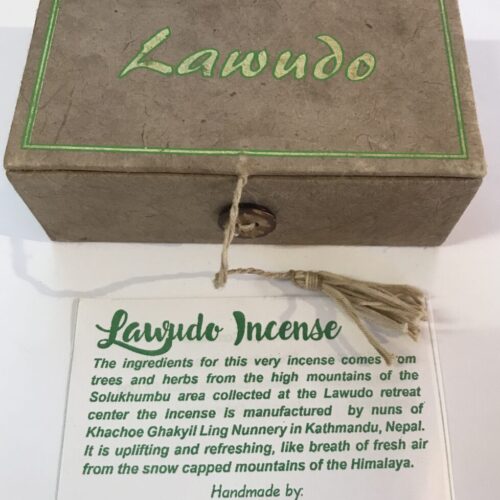 Lawudo
Lawudo Incense
The ingredients for this very incense comes
trees and herbs from the high mountains of the
Solukhumbu area collected at the Lawudo retreat
center the Incense is manufactured by nuns of
Khachoe Ghakyil Ling Nunnery in Kathmandu, Nepal.
It is uplifting and refreshing, like breath of fresh air
from the snow capped mountains of the Himalaya.
Handmade by: